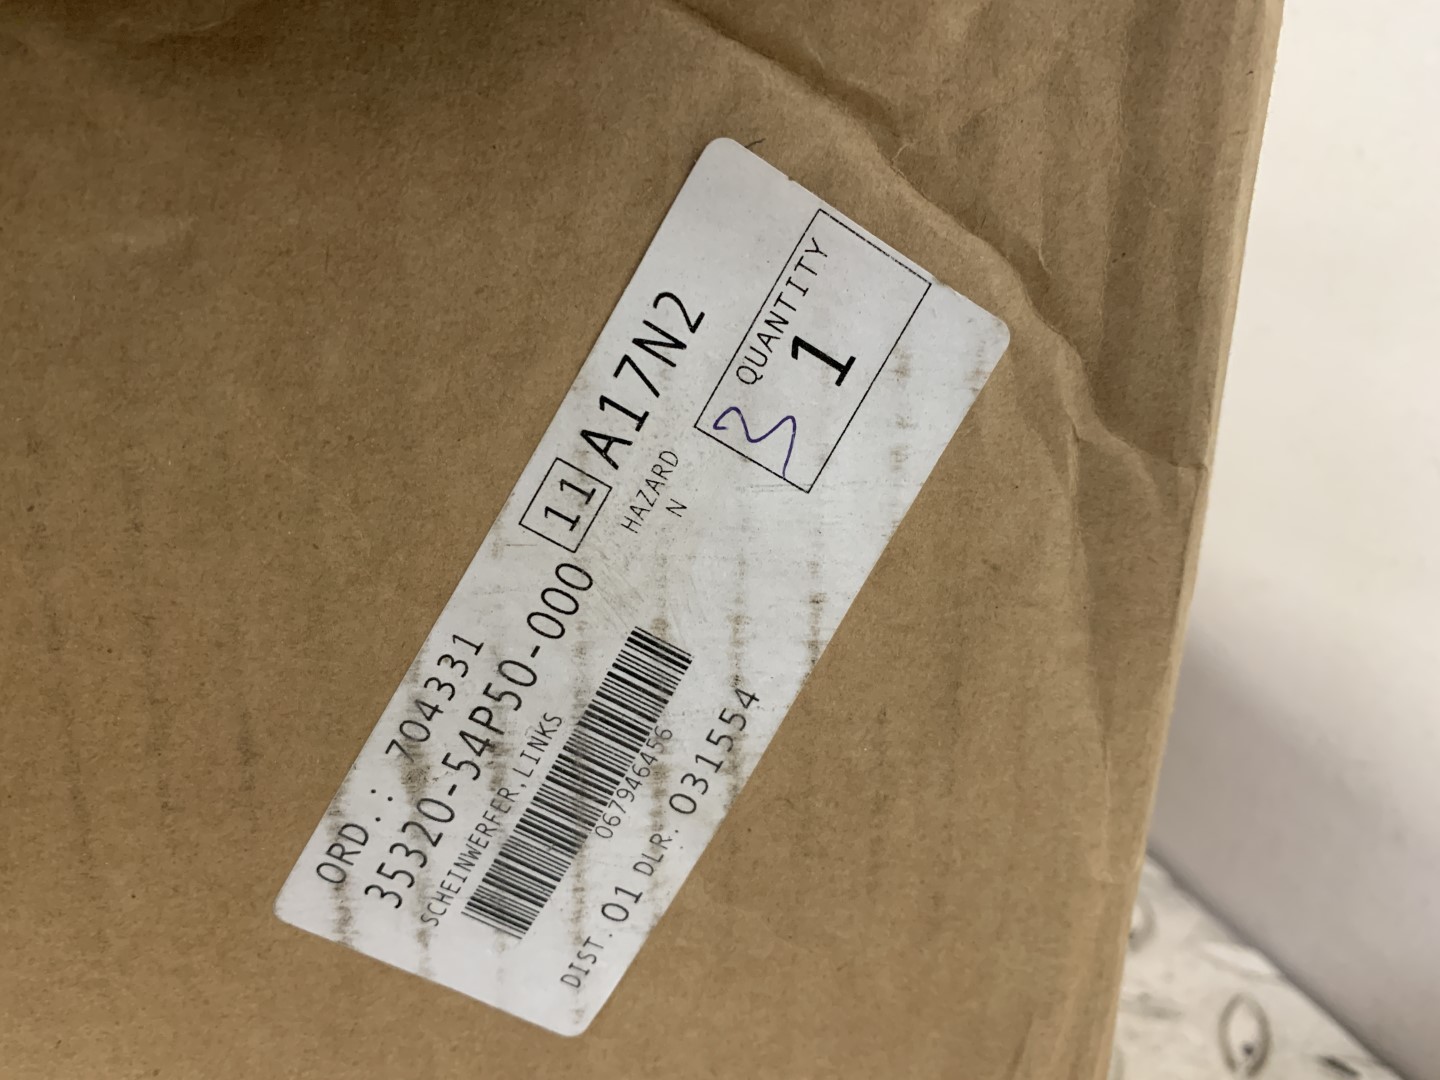 ORD.: 704331
35320-54P50-000 11 A17N2
SCHEINWERFER,LINKS
HAZARD
N
067946456
DIST. 01 DLR. 031554
QUANTITY
1